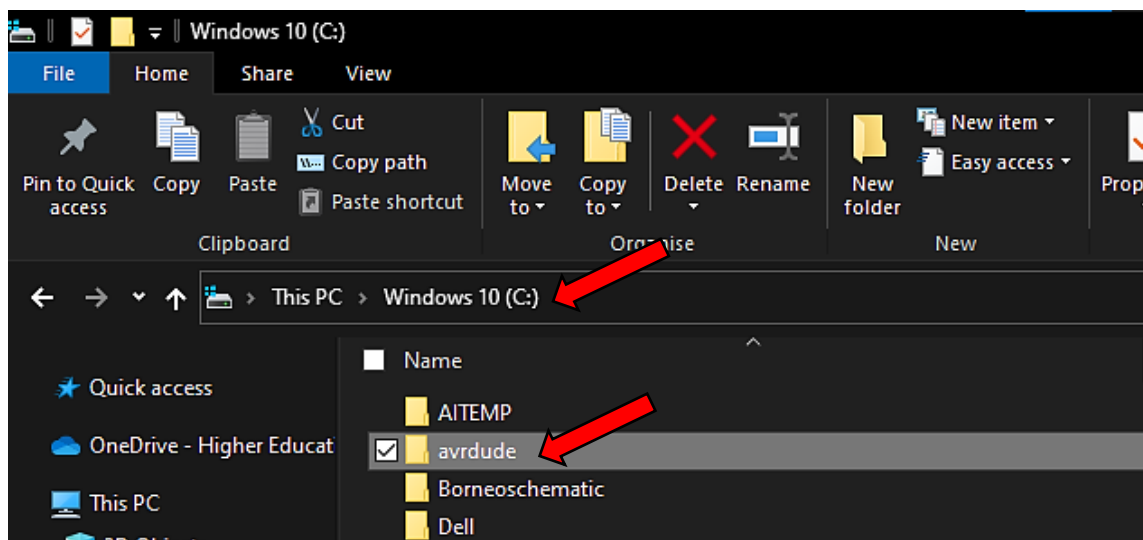 Windows 10 (C:)
File Home Share View
Pin to Quick access
Copy
Paste
Cut
Copy path
Paste shortcut
Clipboard
Move to
Copy to
Delete
Rename
Organise
New folder
New item
Easy access
New
This PC > Windows 10 (C:)
Name
Quick access
OneDrive - Higher Educat
This PC
AITEMP
avrdude
Borneoschematic
Dell